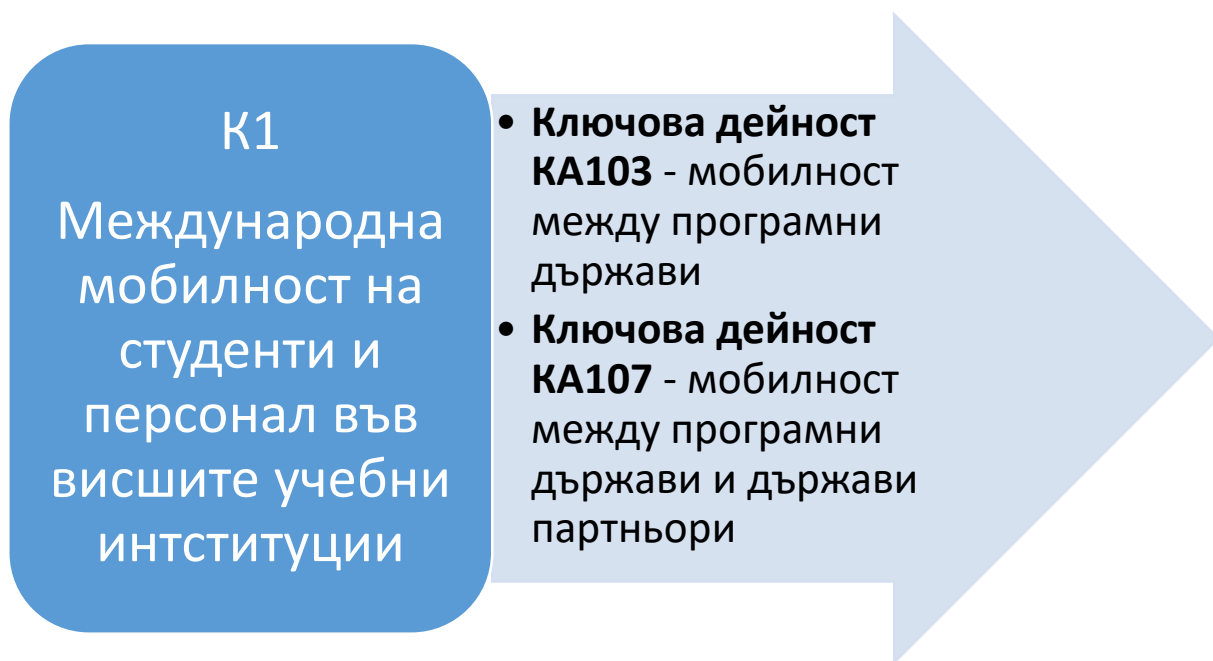 К1
Международна
мобилност на
студенти и
персонал във
висшите учебни
интституции
• Ключова дейност
КА103 - мобилност
между програмни
държави
• Ключова дейност
КА107 - мобилност
между програмни
държави и държави
партньори